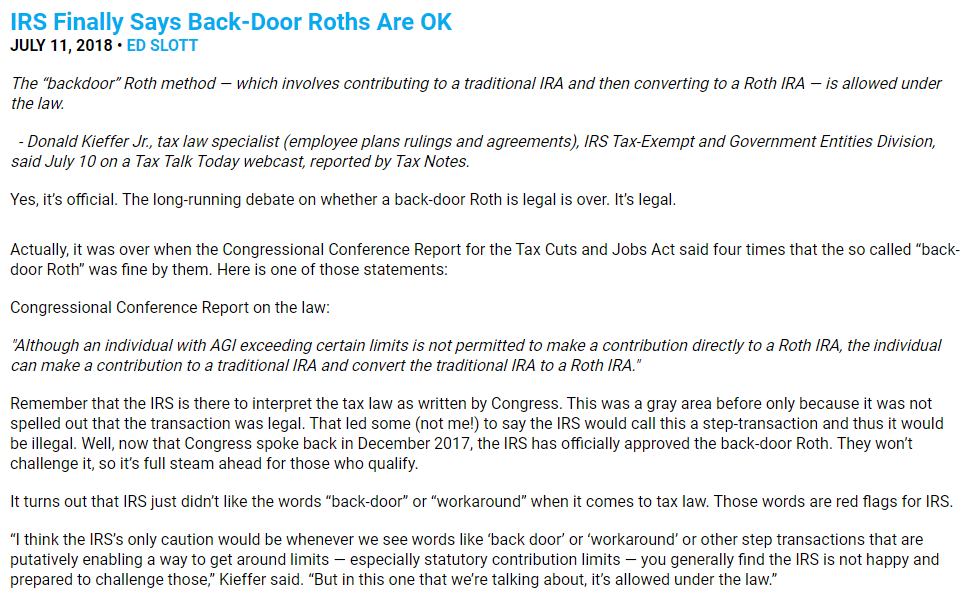 IRS Finally Says Back-Door Roths Are OK
JULY 11, 2018 • ED SLOTT
The “backdoor” Roth method — which involves contributing to a traditional IRA and then converting to a Roth IRA — is allowed under
the law.
- Donald Kieffer Jr., tax law specialist (employee plans rulings and agreements), IRS Tax-Exempt and Government Entities Division,
said July 10 on a Tax Talk Today webcast, reported by Tax Notes.
Yes, it’s official. The long-running debate on whether a back-door Roth is legal is over. It’s legal.
Actually, it was over when the Congressional Conference Report for the Tax Cuts and Jobs Act said four times that the so called “back-
door Roth” was fine by them. Here is one of those statements:
Congressional Conference Report on the law:
"Although an individual with AGI exceeding certain limits is not permitted to make a contribution directly to a Roth IRA, the individual
can make a contribution to a traditional IRA and convert the traditional IRA to a Roth IRA."
Remember that the IRS is there to interpret the tax law as written by Congress. This was a gray area before only because it was not
spelled out that the transaction was legal. That led some (not me!) to say the IRS would call this a step-transaction and thus it would
be illegal. Well, now that Congress spoke back in December 2017, the IRS has officially approved the back-door Roth. They won’t
challenge it, so it’s full steam ahead for those who qualify.
It turns out that IRS just didn’t like the words “back-door” or “workaround” when it comes to tax law. Those words are red flags for IRS.
“I think the IRS’s only caution would be whenever we see words like ‘back door’ or ‘workaround’ or other step transactions that are
putatively enabling a way to get around limits — especially statutory contribution limits — you generally find the IRS is not happy and
prepared to challenge those,” Kieffer said. “But in this one that we’re talking about, it’s allowed under the law.”